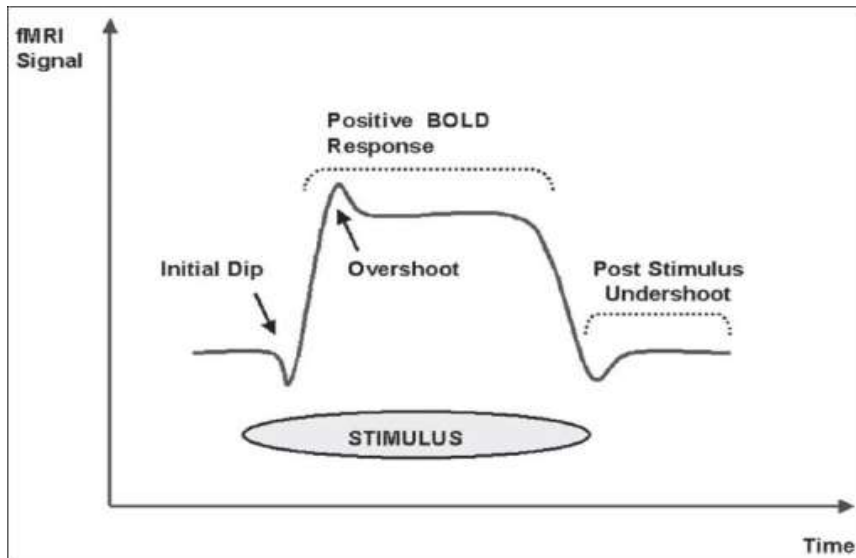 fMRI
Signal
Positive BOLD
Response
Initial Dip
Overshoot
Post Stimulus
Undershoot
STIMULUS
Time